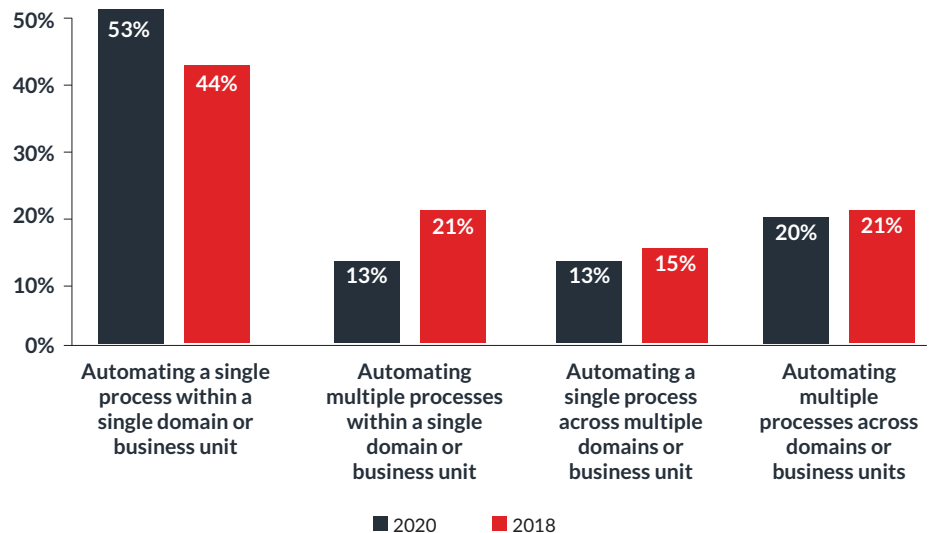 50%
40%
30%
20%
10%
0%
53%
44%
13%
21%
13%
15%
20%
21%
Automating a single
process within a
single domain or
business unit
Automating
multiple processes
within a single
domain or
business unit
Automating a
single process
across multiple
domains or
business unit
Automating
multiple
processes across
domains or
business units
2020
2018